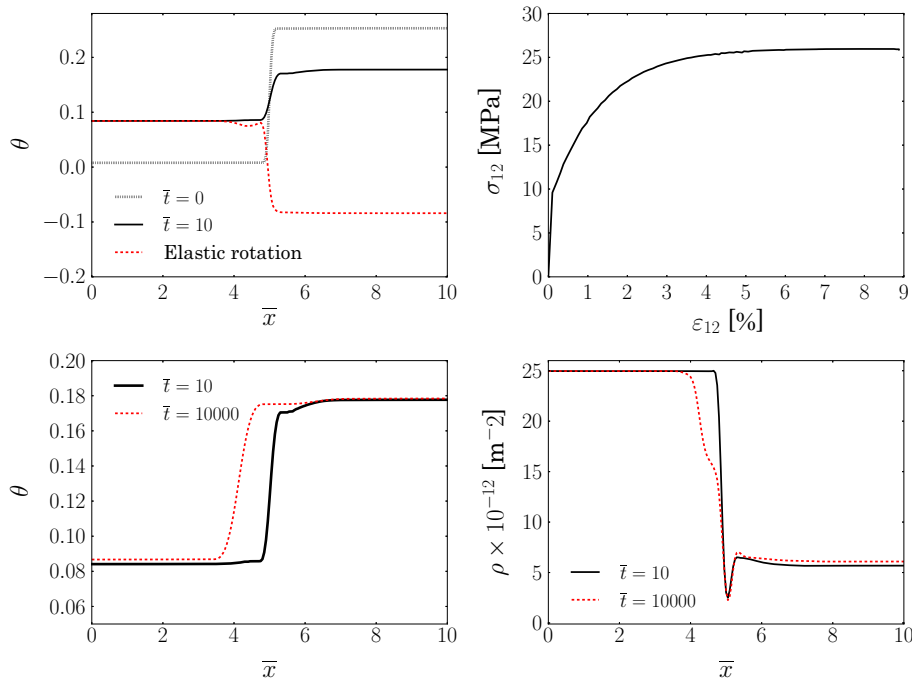 0.2
0.1
0.0
−0.1
−0.2
θ
t̅ = 0
t̅ = 10
Elastic rotation
0 2 4 6 8 10
x̅
30
25
20
15
10
5
0
σ₁₂ [MPa]
0 1 2 3 4 5 6 7 8 9
ε₁₂ [%]
0.20
0.18
0.16
0.14
0.12
0.10
0.08
0.06
θ
t̅ = 10
t̅ = 10000
0 2 4 6 8 10
x̅
25
20
15
10
5
0
ρ × 10⁻¹² [m−2]
t̅ = 10
t̅ = 10000
0 2 4 6 8 10
x̅